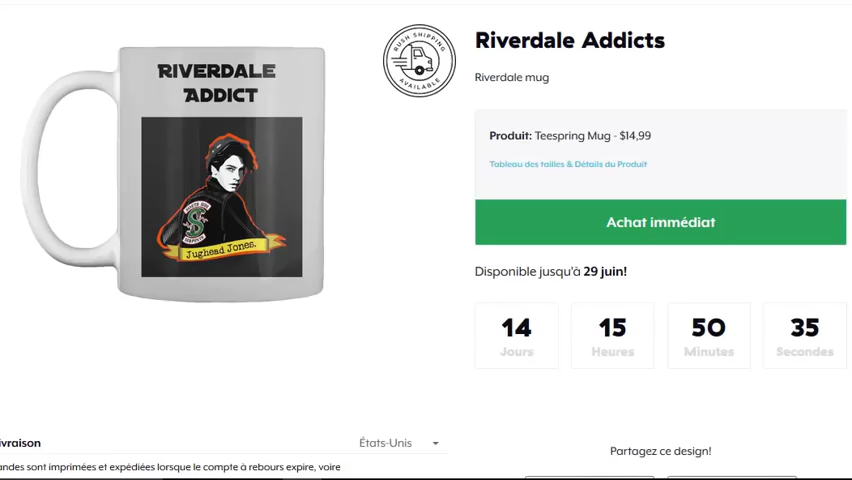 RIVERDALE
ADDICT
Jughead Jones.
RUSH SHIPPING
AVAILABLE
Riverdale Addicts
Riverdale mug
Produit: Teespring Mug - $14,99
Tableau des tailles & Détails du Produit
Achat immédiat
Disponible jusqu'à 29 juin!
14 15 50 35
Jours Heures Minutes Secondes
ivraison
États-Unis
andes sont imprimées et expédiées lorsque le compte à rebours expire, voire
Partagez ce design!